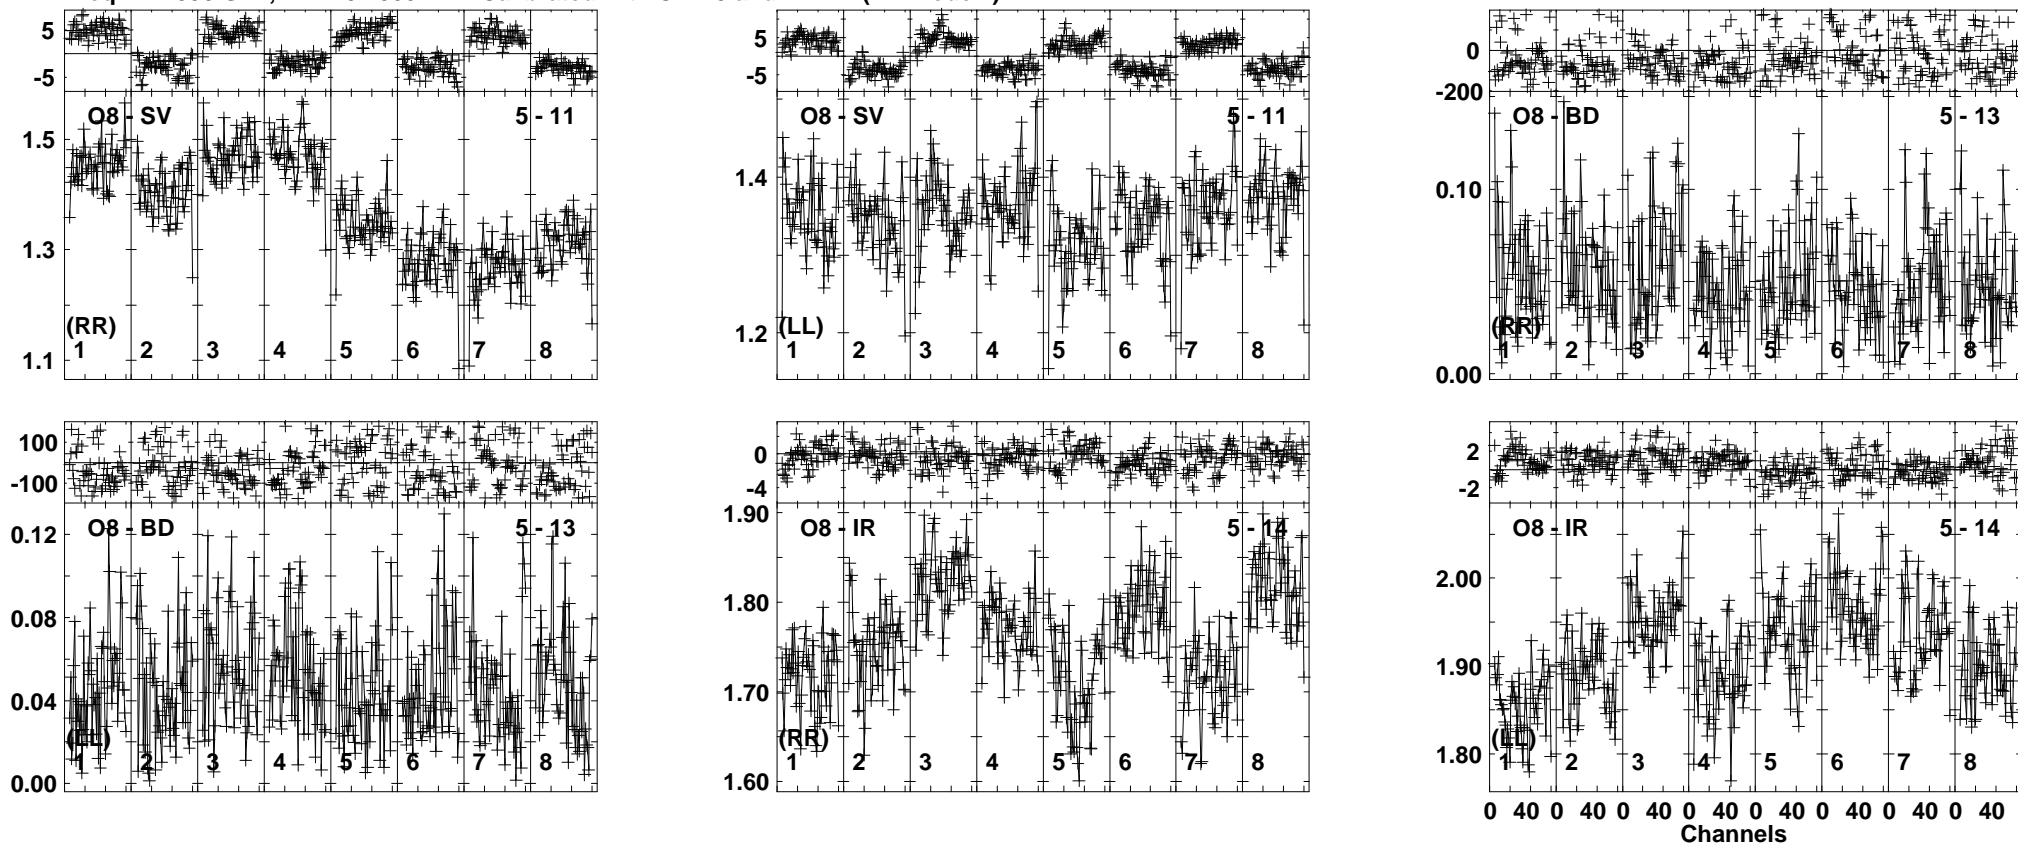 5
-5
O8 - SV 5 - 11
1.5
1.3
1.1
(RR)
1 2 3 4 5 6 7 8
5
-5
O8 - SV 5 - 11
1.4
1.2
(LL)
1 2 3 4 5 6 7 8
0
-200
O8 - BD 5 - 13
0.10
0.00
(RR)
1 2 3 4 5 6 7 8
100
-100
O8 - BD 5 - 13
0.12
0.08
0.04
0.00
(LL)
1 2 3 4 5 6 7 8
0
-4
O8 - IR 5 - 14
1.90
1.80
1.70
1.60
(RR)
1 2 3 4 5 6 7 8
2
-2
O8 - IR 5 - 14
2.00
1.90
1.80
(LL)
1 2 3 4 5 6 7 8
0 40 0 40 0 40 0 40 0 40 0 40 0 40 0 40
Channels